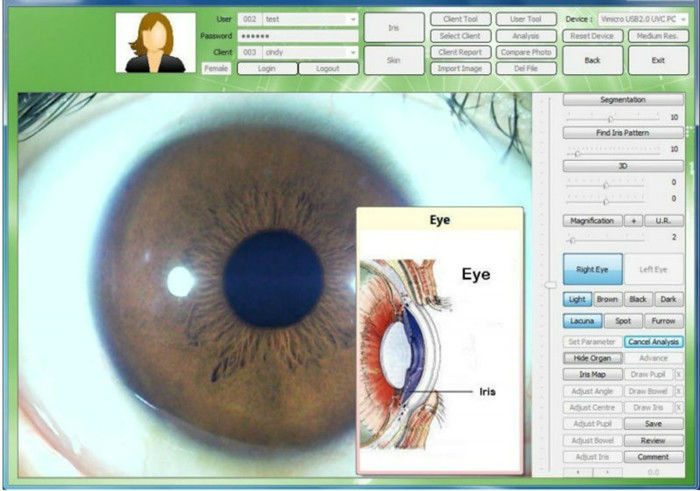 User 002 test Client Tool User Tool Device : Vimicro USB2.0 UVC PC
Iris
Password ****** Select Client Analysis Reset Device Medium Res.
Client 003 cindy Client Report Compare Photo
Skin Back Exit
Female Login Logout Import Image Del File
Segmentation
10
Find Iris Pattern
10
3D
0
0
Magnification + U.R.
2
Right Eye Left Eye
Light Brown Black Dark
Lacuna Spot Furrow
Set Parameter Cancel Analysis
Hide Organ Advance
Iris Map Draw Pupil X
Adjust Angle Draw Bowel X
Adjust Centre Draw Iris X
Adjust Pupil Save
Adjust Bowel Review
Adjust Iris Comment
0.0
Eye
Eye
Iris